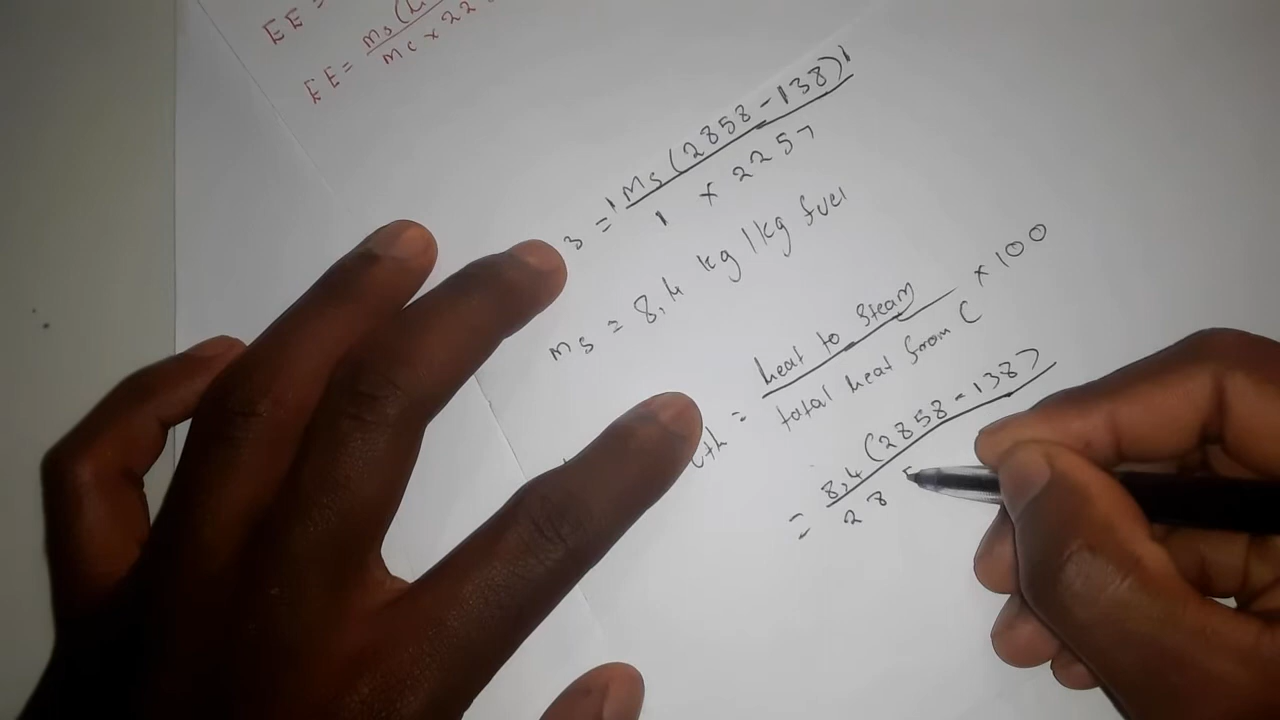 EE =
EE = ms(h
mc × 22
3 = ms(2858 - 138)
1 × 2257
ms = 8,4 kg/kg fuel
= heat to steam × 100
total heat from C
= 8,4 (2858 - 138)
28 5